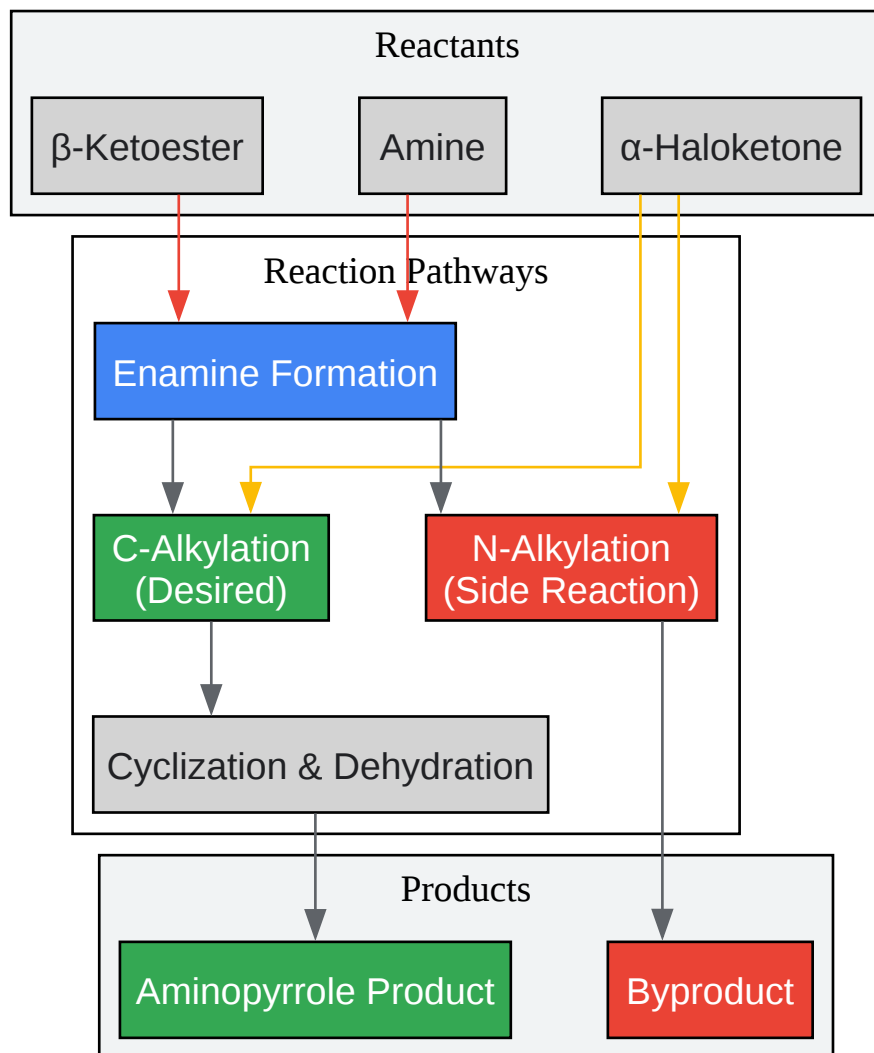 Reactants
β-Ketoester
Amine
α-Haloketone
Reaction Pathways
Enamine Formation
C-Alkylation
(Desired)
N-Alkylation
(Side Reaction)
Cyclization & Dehydration
Products
Aminopyrrole Product
Byproduct